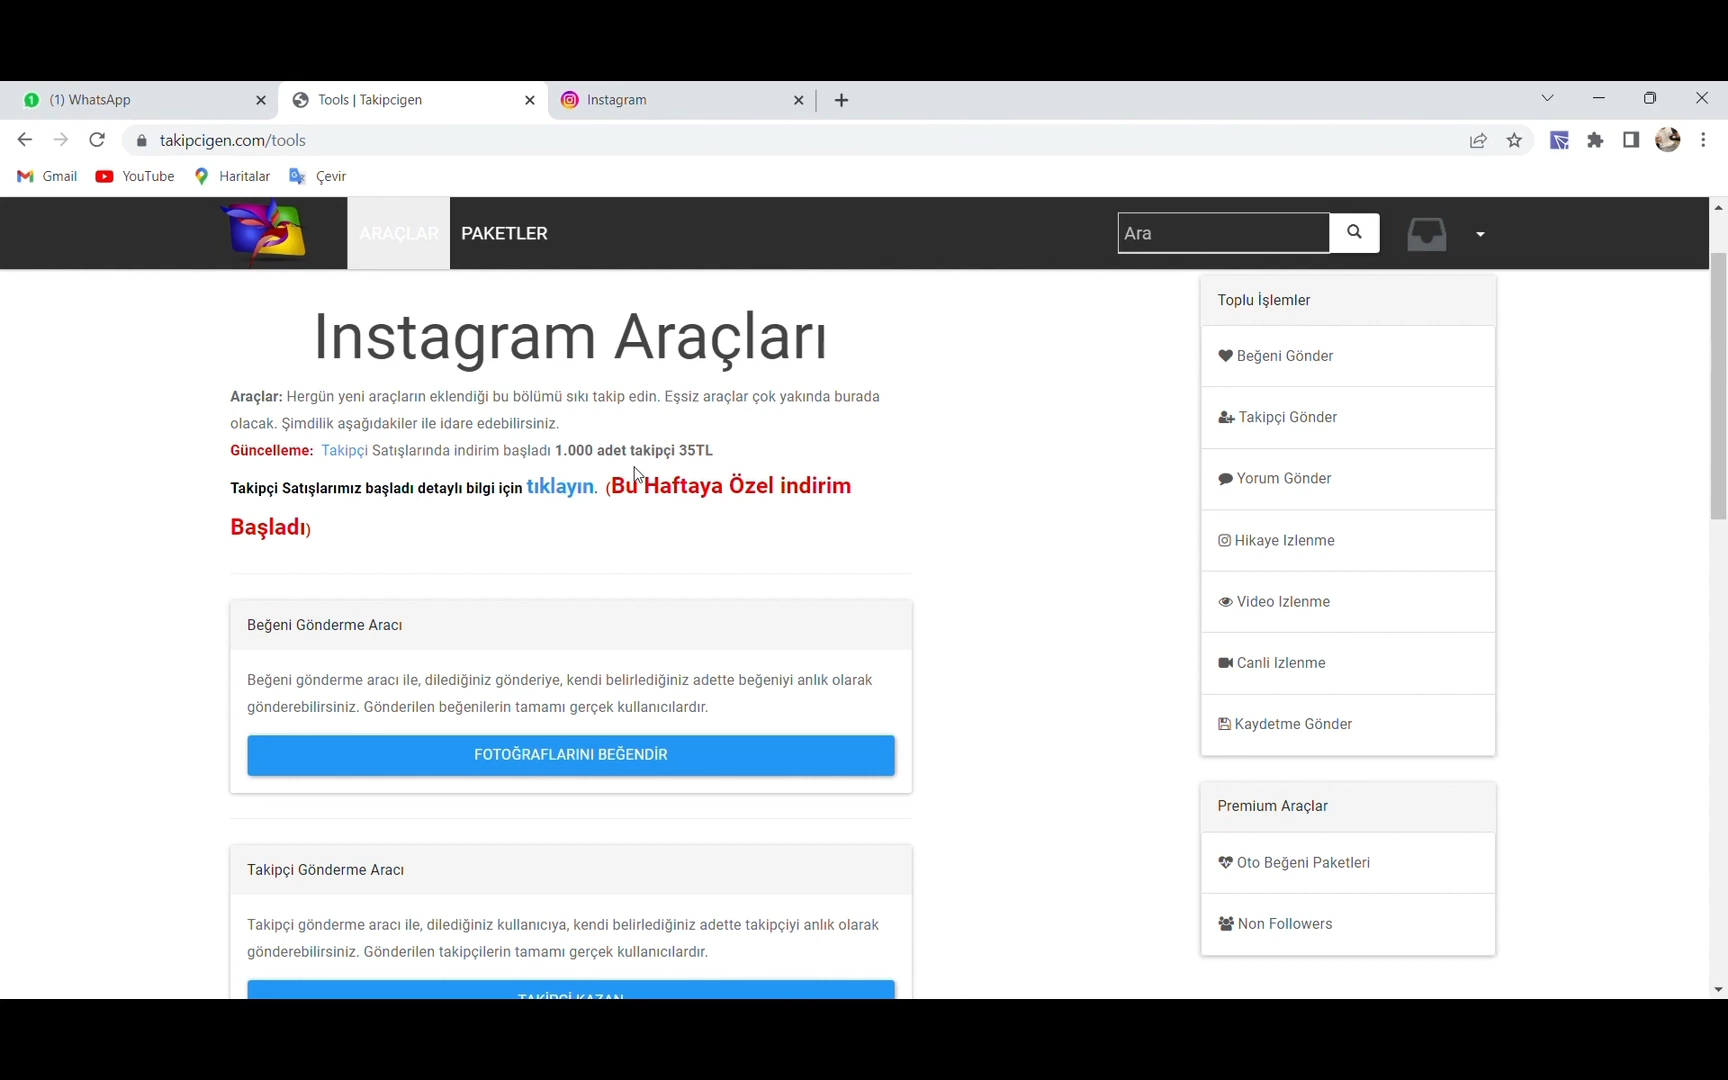 (1) WhatsApp
Tools | Takipcigen
Instagram
takipcigen.com/tools
Gmail
YouTube
Haritalar
Çevir
ARAÇLAR
PAKETLER
Ara
Instagram Araçları
Araçlar: Hergün yeni araçların eklendiği bu bölümü sıkı takip edin. Eşsiz araçlar çok yakında burada
olacak. Şimdilik aşağıdakiler ile idare edebilirsiniz.
Güncelleme: Takipçi Satışlarında indirim başladı 1.000 adet takipçi 35TL
Takipçi Satışlarımız başladı detaylı bilgi için tıklayın. (Bu Haftaya Özel indirim
Başladı)
Beğeni Gönderme Aracı
Beğeni gönderme aracı ile, dilediğiniz gönderiye, kendi belirlediğiniz adette beğeniyi anlık olarak
gönderebilirsiniz. Gönderilen beğenilerin tamamı gerçek kullanıcılardır.
FOTOĞRAFLARINI BEĞENDİR
Takipçi Gönderme Aracı
Takipçi gönderme aracı ile, dilediğiniz kullanıcıya, kendi belirlediğiniz adette takipçiyi anlık olarak
gönderebilirsiniz. Gönderilen takipçilerin tamamı gerçek kullanıcılardır.
TAKİPÇİ KAZAN
Toplu İşlemler
Beğeni Gönder
Takipçi Gönder
Yorum Gönder
Hikaye Izlenme
Video Izlenme
Canli Izlenme
Kaydetme Gönder
Premium Araçlar
Oto Beğeni Paketleri
Non Followers